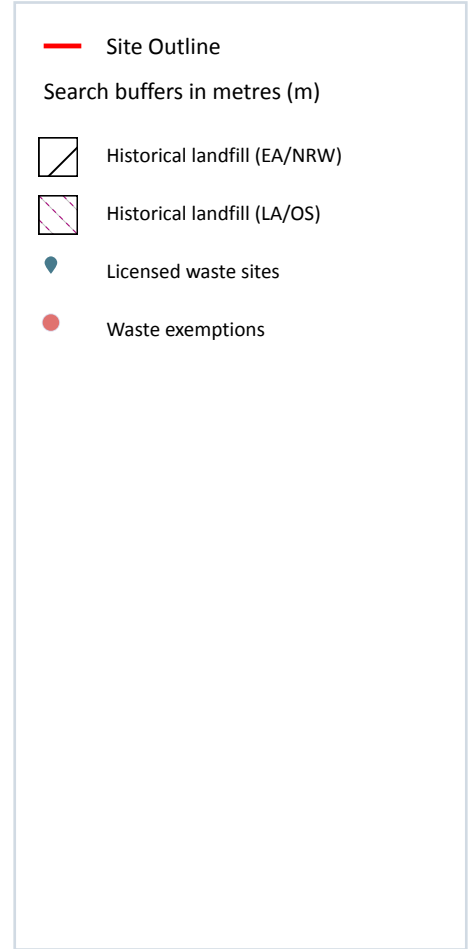 Site Outline
Search buffers in metres (m)
Historical landfill (EA/NRW)
Historical landfill (LA/OS)
Licensed waste sites
Waste exemptions